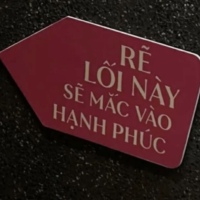 RẼ
LỐI NÀY
SẼ MẮC VÀO
HẠNH PHÚC